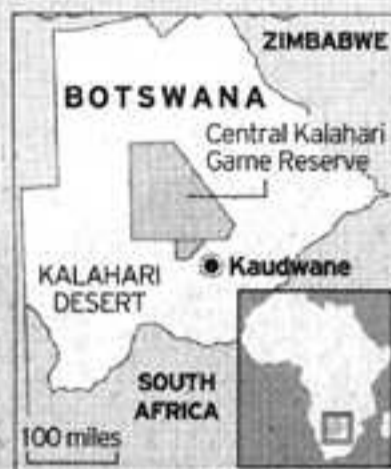 ZIMBABWE
BOTSWANA
Central Kalahari
Game Reserve
Kaudwane
KALAHARI
DESERT
SOUTH
AFRICA
100 miles